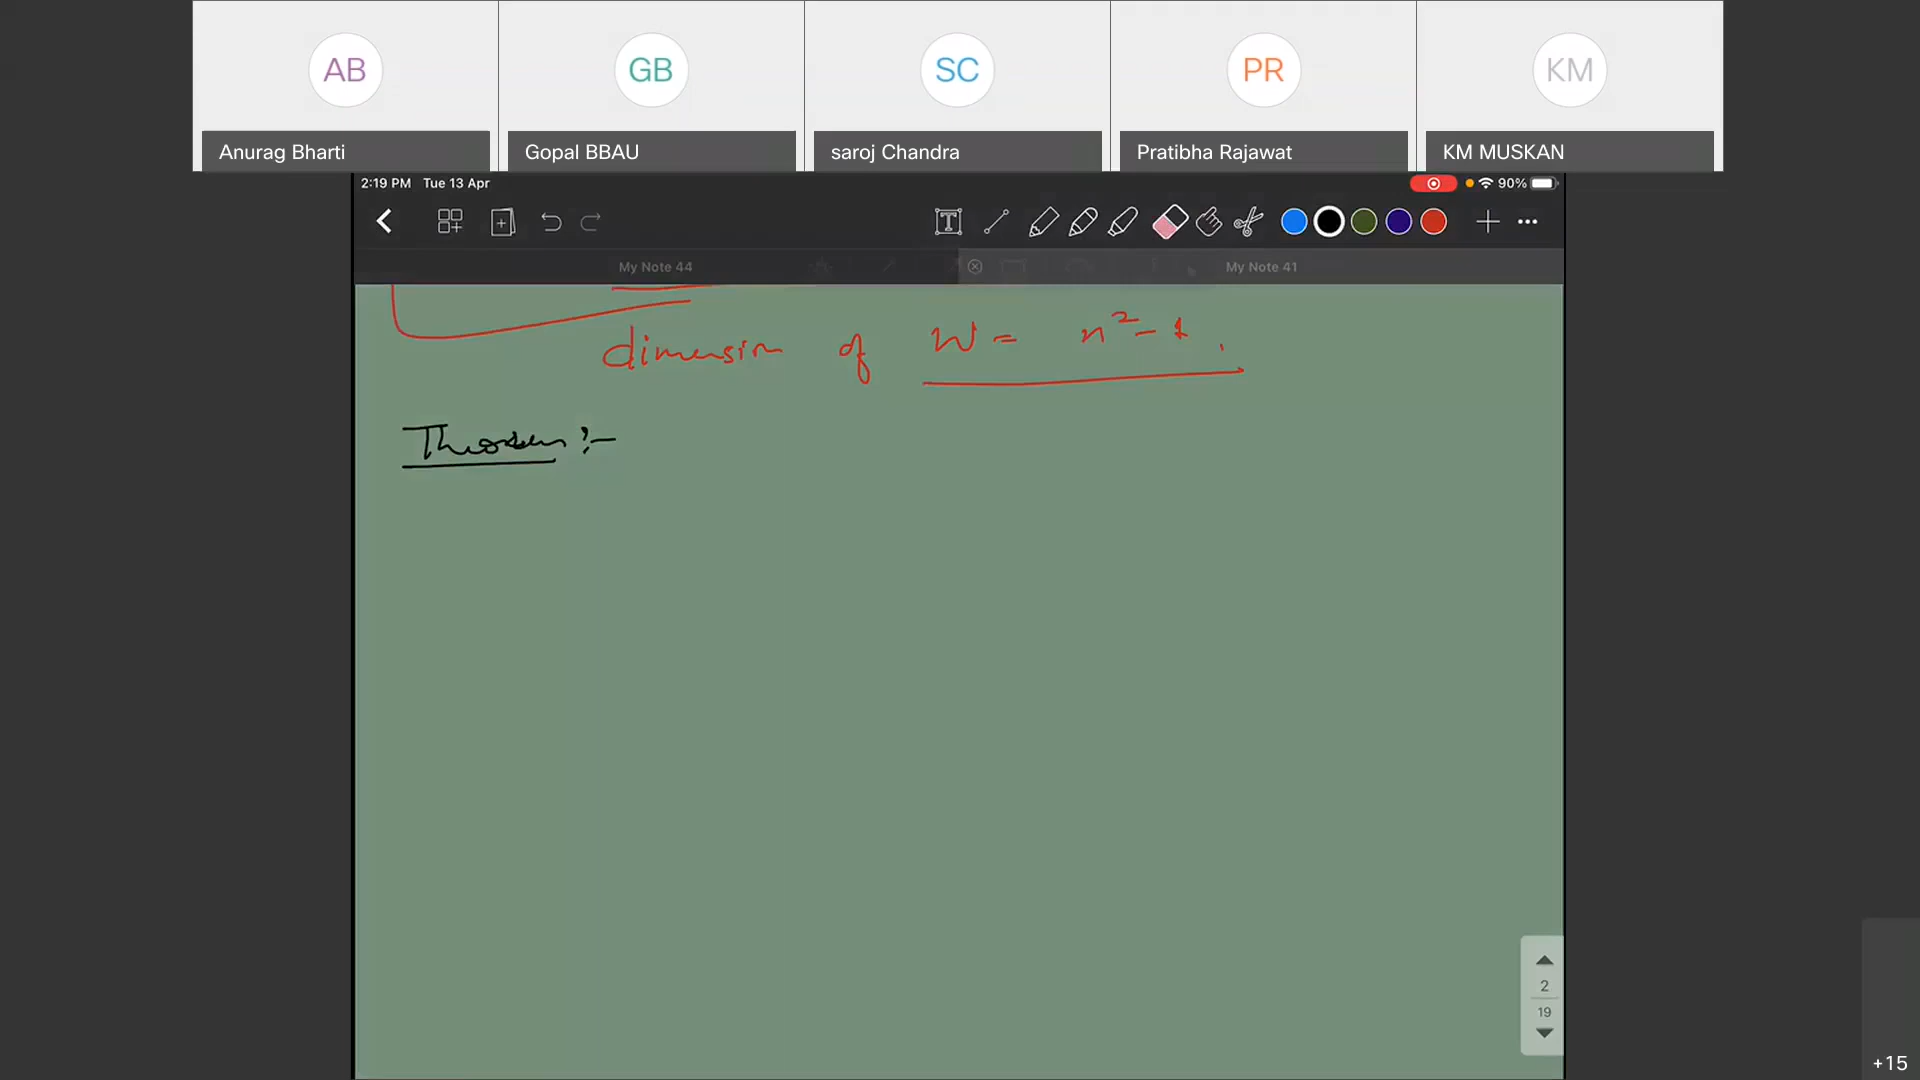 AB GB SC PR KM
Anurag Bharti Gopal BBAU saroj Chandra Pratibha Rajawat KM MUSKAN
2:19 PM Tue 13 Apr 90%
My Note 44 My Note 41
dimension of W = n² - 1.
Theorem :-
2
19
+15